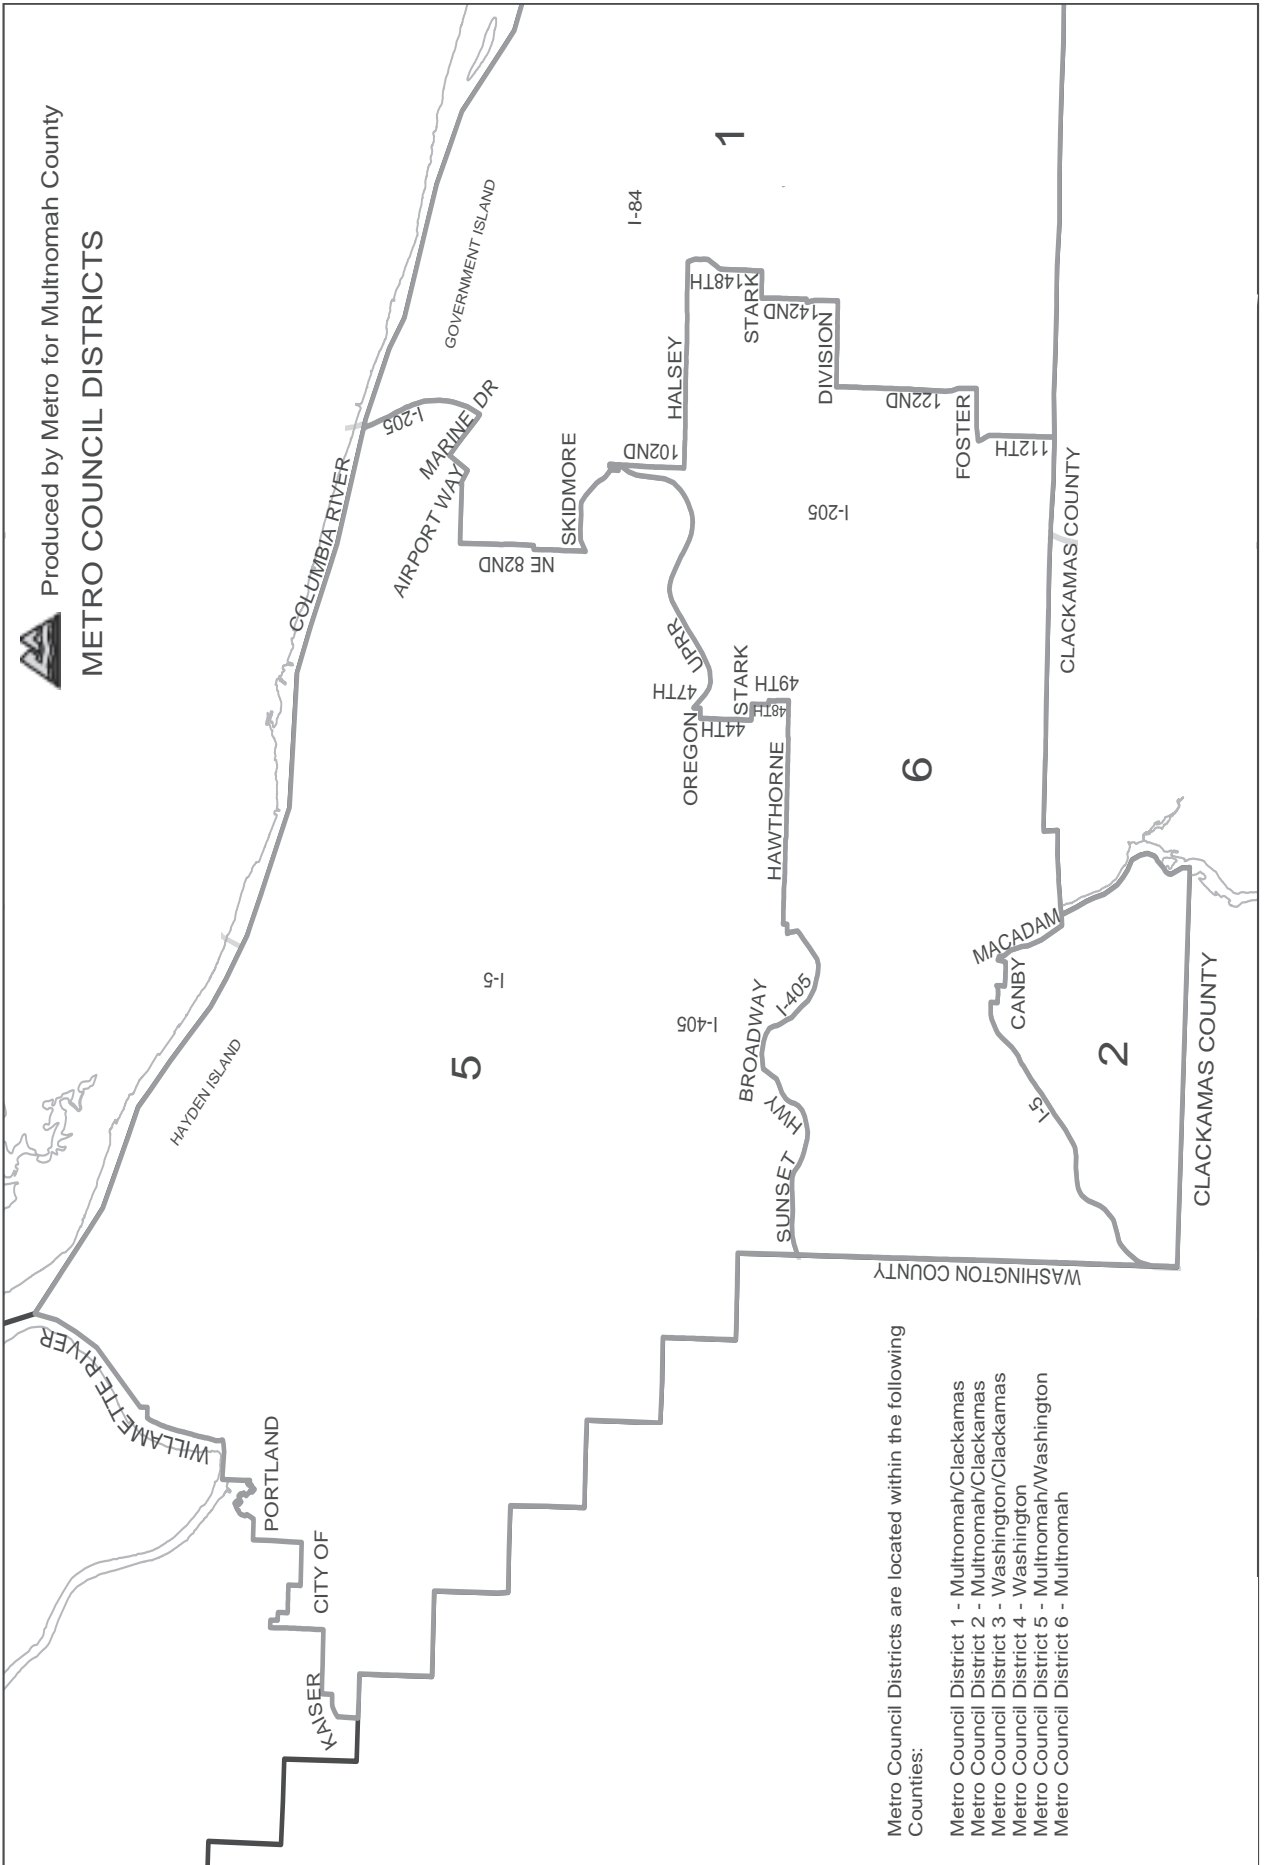 Produced by Metro for Multnomah County
METRO COUNCIL DISTRICTS
WILLAMETTE RIVER
HAYDEN ISLAND
COLUMBIA RIVER
GOVERNMENT ISLAND
I-205
MARINE DR
AIRPORT WAY
NE 82ND
SKIDMORE
102ND
HALSEY
I-84
1
148TH
STARK
142ND
DIVISION
122ND
FOSTER
112TH
CLACKAMAS COUNTY
I-205
UPRR
47TH
OREGON
44TH
STARK
48TH
49TH
HAWTHORNE
6
I-5
5
I-405
BROADWAY
I-405
SUNSET
HWY
MACADAM
CANBY
I-5
2
CLACKAMAS COUNTY
WASHINGTON COUNTY
PORTLAND
CITY OF
KAISER
Metro Council Districts are located within the following
Counties:
Metro Council District 1 - Multnomah/Clackamas
Metro Council District 2 - Multnomah/Clackamas
Metro Council District 3 - Washington/Clackamas
Metro Council District 4 - Washington
Metro Council District 5 - Multnomah/Washington
Metro Council District 6 - Multnomah